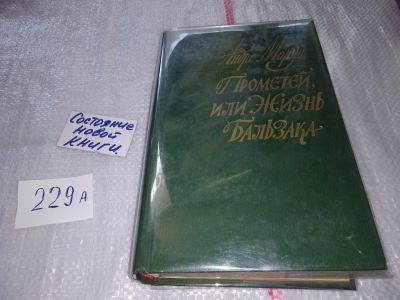 Андре Моруа
Прометей,
или Жизнь
Бальзака
Состояние
новой
книги.
229 А